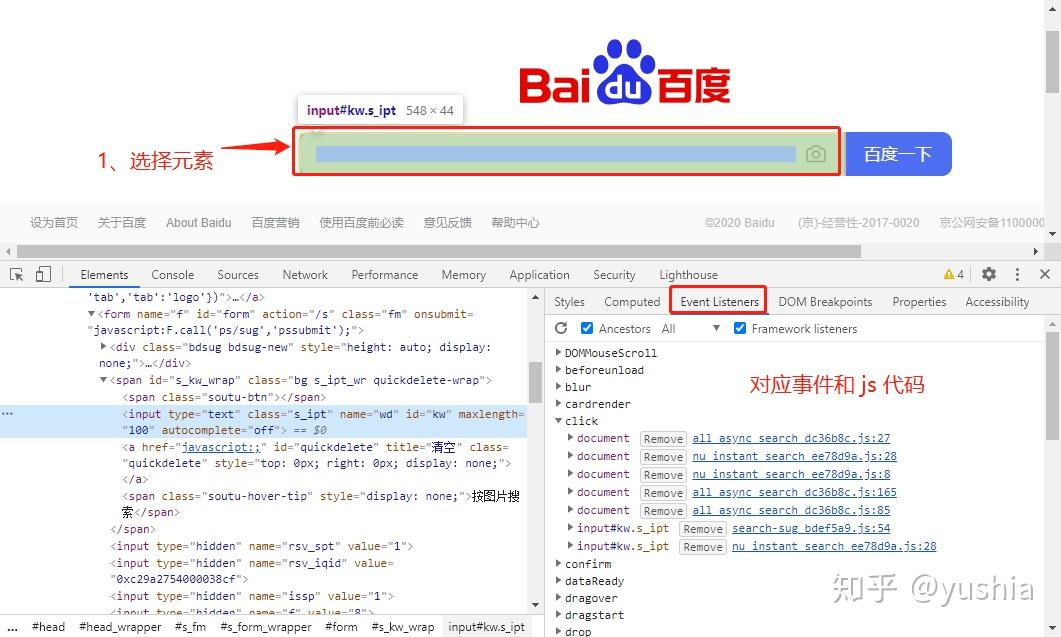 Bai du 百度
input#kw.s_ipt 548 × 44
1、选择元素
百度一下
设为首页 关于百度 About Baidu 百度营销 使用百度前必读 意见反馈 帮助中心 ©2020 Baidu (京)-经营性-2017-0020 京公网安备1100000
Elements Console Sources Network Performance Memory Application Security Lighthouse 4
'tab','tab':'logo'})">…</a>
▼<form name="f" id="form" action="/s" class="fm" onsubmit=
"javascript:F.call('ps/sug','pssubmit');">
▶<div class="bdsug bdsug-new" style="height: auto; display:
none;">…</div>
▼<span id="s_kw_wrap" class="bg s_ipt_wr quickdelete-wrap">
<span class="soutu-btn"></span>
… <input type="text" class="s_ipt" name="wd" id="kw" maxlength=
"100" autocomplete="off"> == $0
<a href="javascript:;" id="quickdelete" title="清空" class=
"quickdelete" style="top: 0px; right: 0px; display: none;">
</a>
<span class="soutu-hover-tip" style="display: none;">按图片搜
索</span>
</span>
<input type="hidden" name="rsv_spt" value="1">
<input type="hidden" name="rsv_iqid" value=
"0xc29a2754000038cf">
<input type="hidden" name="issp" value="1">
<input type="hidden" name="f" value="8">
… #head #head_wrapper #s_fm #s_form_wrapper #form #s_kw_wrap input#kw.s_ipt
Styles Computed Event Listeners DOM Breakpoints Properties Accessibility
Ancestors All ▼ Framework listeners
▶DOMMouseScroll
▶beforeunload
▶blur
▶cardrender
▼click
▶document Remove all_async_search_dc36b8c.js:27
▶document Remove nu_instant_search_ee78d9a.js:28
▶document Remove nu_instant_search_ee78d9a.js:8
▶document Remove all_async_search_dc36b8c.js:165
▶document Remove all_async_search_dc36b8c.js:85
▶input#kw.s_ipt Remove search-sug_bdef5a9.js:54
▶input#kw.s_ipt Remove nu_instant_search_ee78d9a.js:28
▶confirm
▶dataReady
▶dragover
▶dragstart
▶drop
对应事件和 js 代码
知乎 @yushia